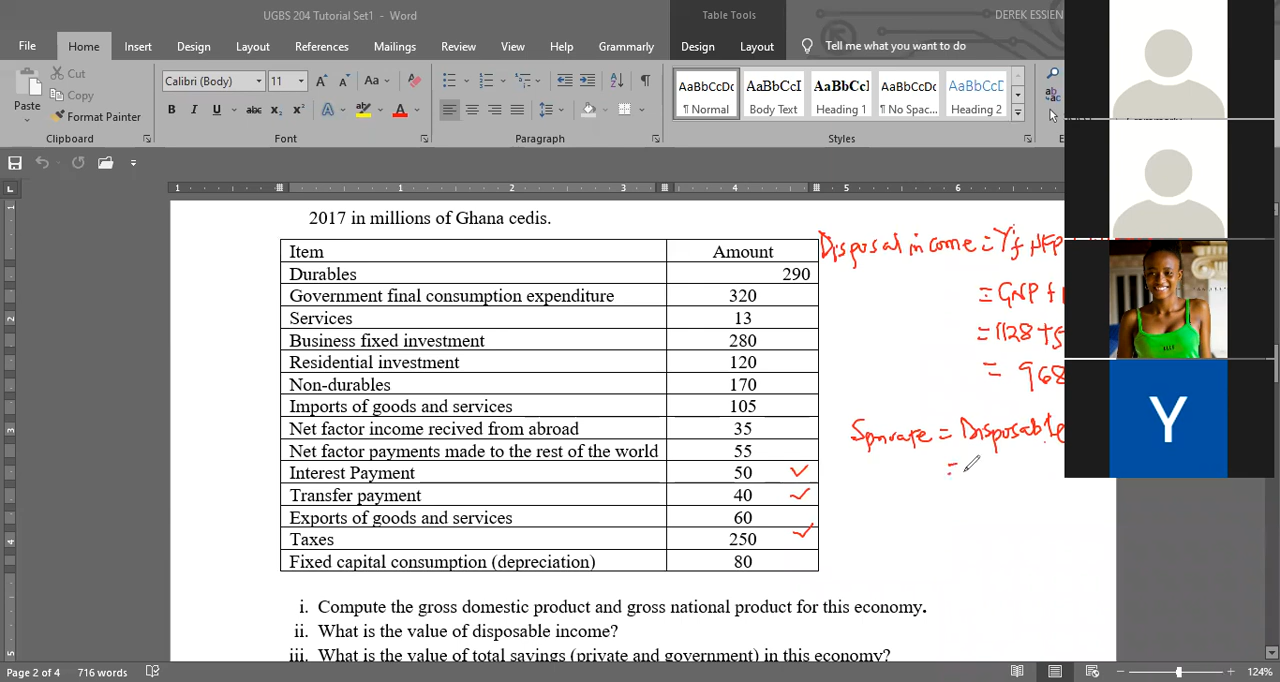 UGBS 204 Tutorial Set1 - Word
Table Tools
DEREK ESSIEN
File Home Insert Design Layout References Mailings Review View Help Grammarly Design Layout Tell me what you want to do
Paste
Cut
Copy
Format Painter
Calibri (Body) 11
AaBbCcDc AaBbCcI AaBbCcI AaBbCcDc AaBbCcI
¶ Normal Body Text Heading 1 ¶ No Spac... Heading 2
Clipboard Font Paragraph Styles
2017 in millions of Ghana cedis.
Item Amount
Durables 290
Government final consumption expenditure 320
Services 13
Business fixed investment 280
Residential investment 120
Non-durables 170
Imports of goods and services 105
Net factor income recived from abroad 35
Net factor payments made to the rest of the world 55
Interest Payment 50 ✓
Transfer payment 40 ✓
Exports of goods and services 60
Taxes 250 ✓
Fixed capital consumption (depreciation) 80
Disposal income = Y+ NFP
= GNP +
= 1128 + 5
= 968
Sprivate = Disposable
=
Y
i. Compute the gross domestic product and gross national product for this economy.
ii. What is the value of disposable income?
iii. What is the value of total savings (private and government) in this economy?
Page 2 of 4 716 words
124%